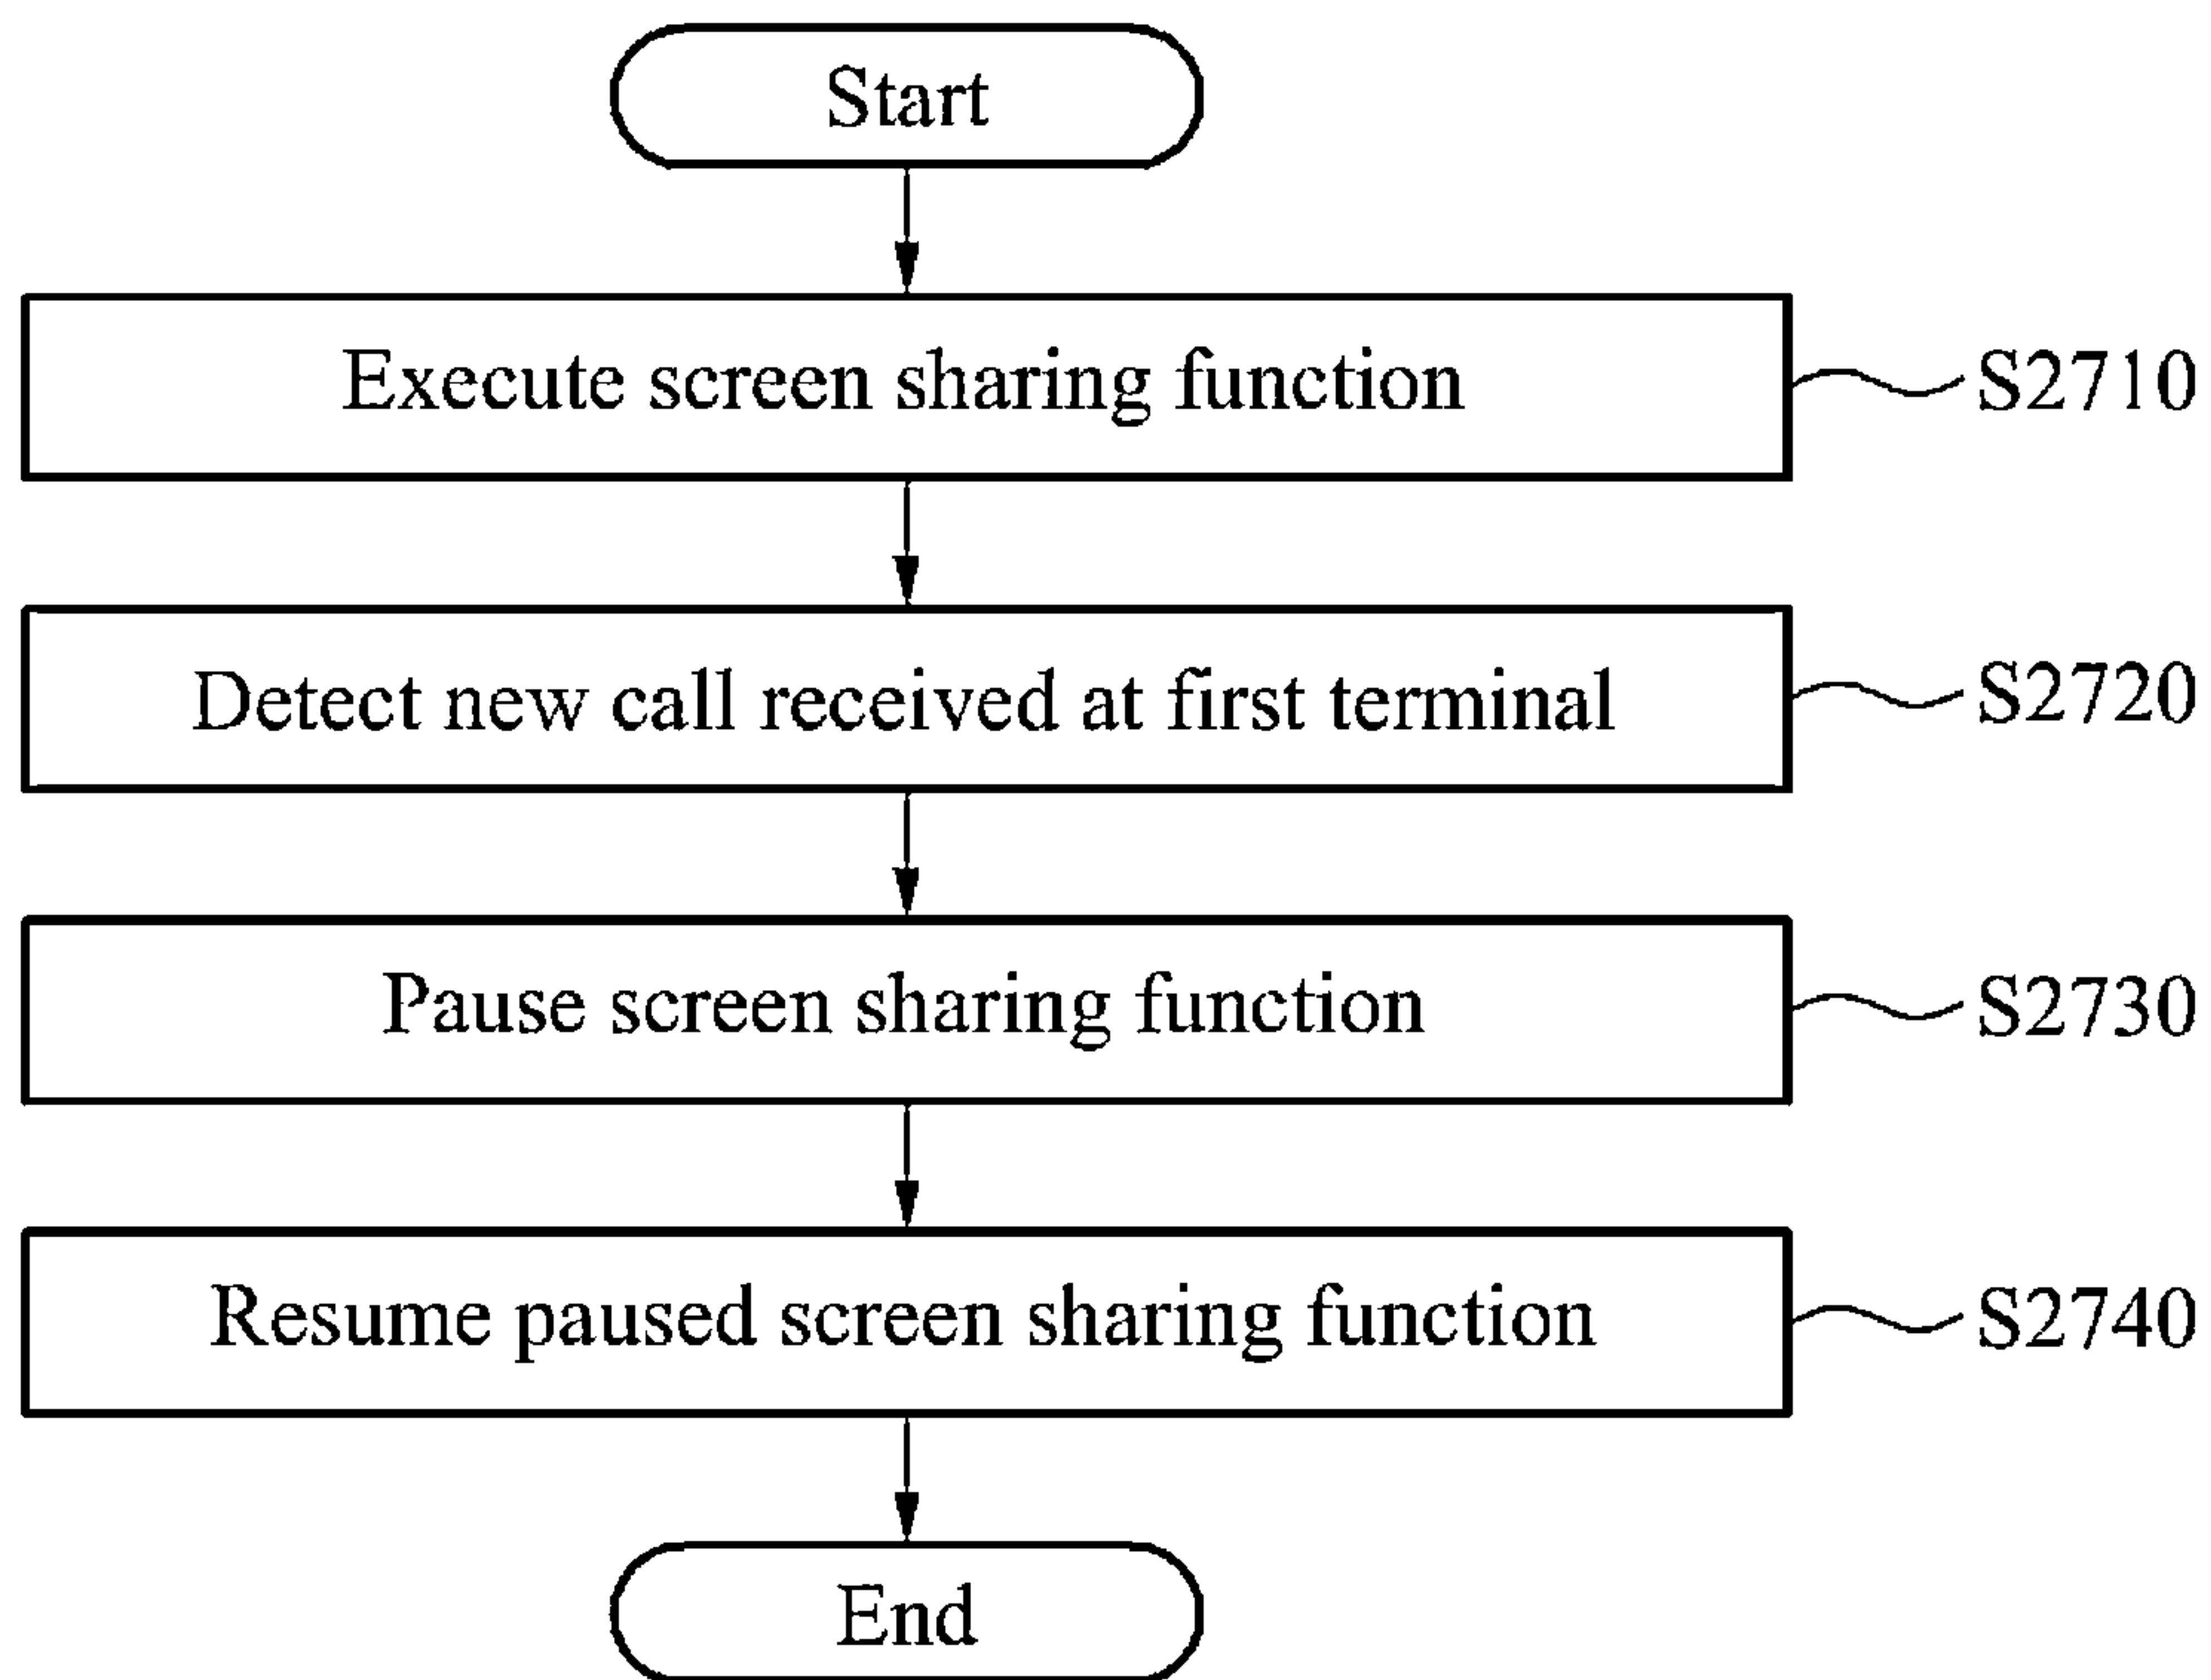 Start
Execute screen sharing function
S2710
Detect new call received at first terminal
S2720
Pause screen sharing function
S2730
Resume paused screen sharing function
S2740
End